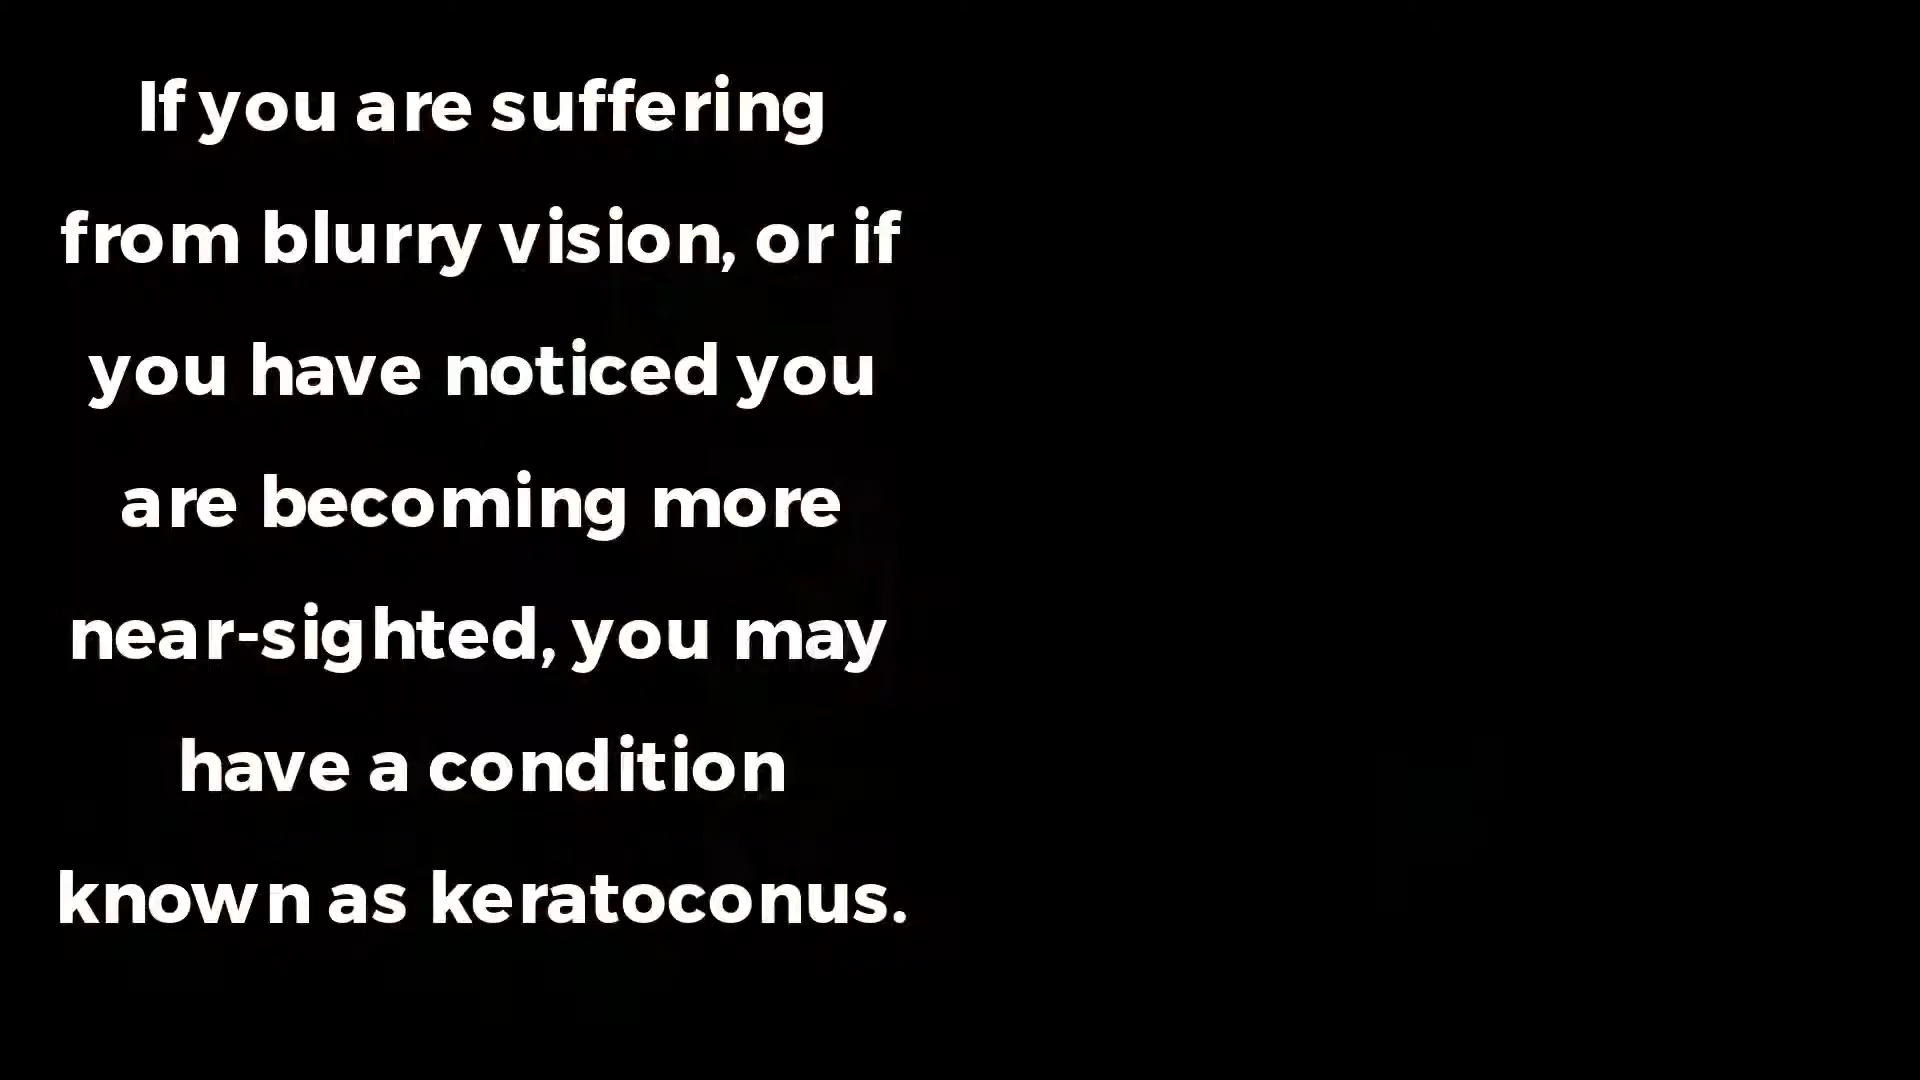 If you are suffering
from blurry vision, or if
you have noticed you
are becoming more
near-sighted, you may
have a condition
known as keratoconus.